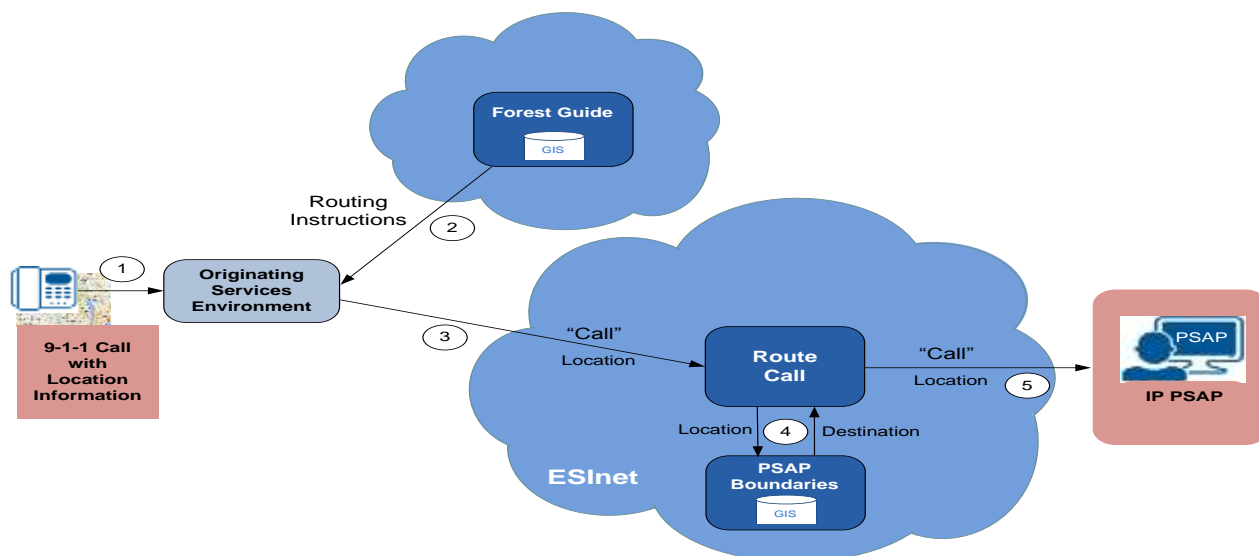 Forest Guide
GIS
Routing
Instructions
2
1
Originating
Services
Environment
9-1-1 Call
with
Location
Information
3
“Call”
Location
Route
Call
“Call”
Location
5
PSAP
IP PSAP
Location
4
Destination
ESInet
PSAP
Boundaries
GIS